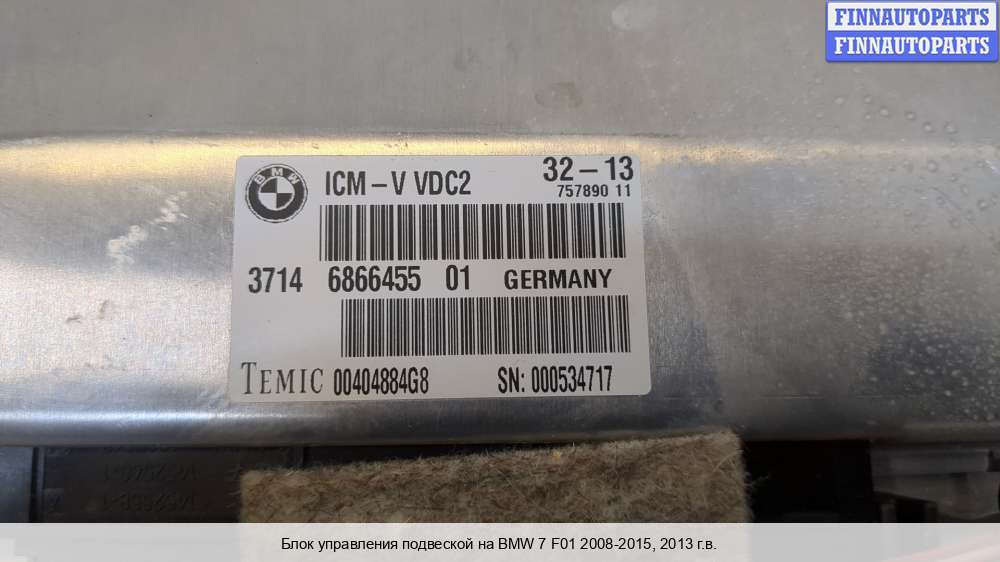 FINNAUTOPARTS
FINNAUTOPARTS
BMW
ICM – V VDC2
32 – 13
757890 11
3714 6866455 01 GERMANY
TEMIC 00404884G8 SN: 000534717
Блок управления подвеской на BMW 7 F01 2008-2015, 2013 г.в.